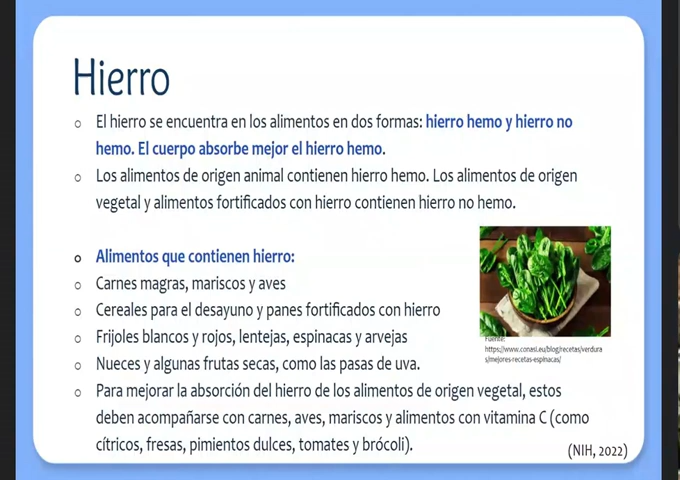 Hierro
○ El hierro se encuentra en los alimentos en dos formas: hierro hemo y hierro no
hemo. El cuerpo absorbe mejor el hierro hemo.
○ Los alimentos de origen animal contienen hierro hemo. Los alimentos de origen
vegetal y alimentos fortificados con hierro contienen hierro no hemo.
○ Alimentos que contienen hierro:
○ Carnes magras, mariscos y aves
○ Cereales para el desayuno y panes fortificados con hierro
○ Frijoles blancos y rojos, lentejas, espinacas y arvejas
○ Nueces y algunas frutas secas, como las pasas de uva.
○ Para mejorar la absorción del hierro de los alimentos de origen vegetal, estos
deben acompañarse con carnes, aves, mariscos y alimentos con vitamina C (como
cítricos, fresas, pimientos dulces, tomates y brócoli).
Fuente:
https://www.conasi.eu/blog/recetas/verdura
s/mejores-recetas-espinacas/
(NIH, 2022)